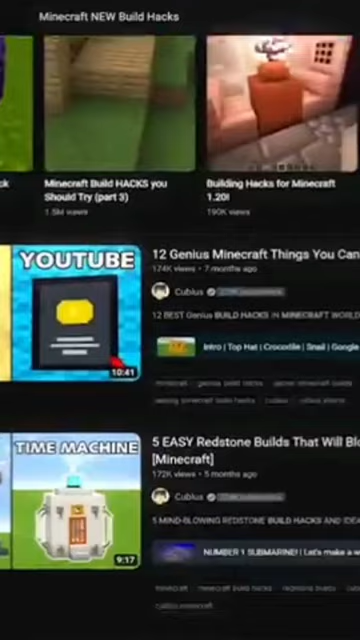 Minecraft NEW Build Hacks
ck
Minecraft Build HACKS you
Should Try (part 3)
1.5M views
Building Hacks for Minecraft
1.20!
190K views
YOUTUBE
10:41
12 Genius Minecraft Things You Can
174K views • 7 months ago
Cubius
12 BEST Genius BUILD HACKS IN MINECRAFT WORLD
Intro | Top Hat | Crocodile | Snail | Google
TIME MACHINE
9:17
5 EASY Redstone Builds That Will Blo
[Minecraft]
172K views • 5 months ago
Cubius
5 MIND-BLOWING REDSTONE BUILD HACKS AND IDEA
NUMBER 1 SUBMARINE! | Let's make a w